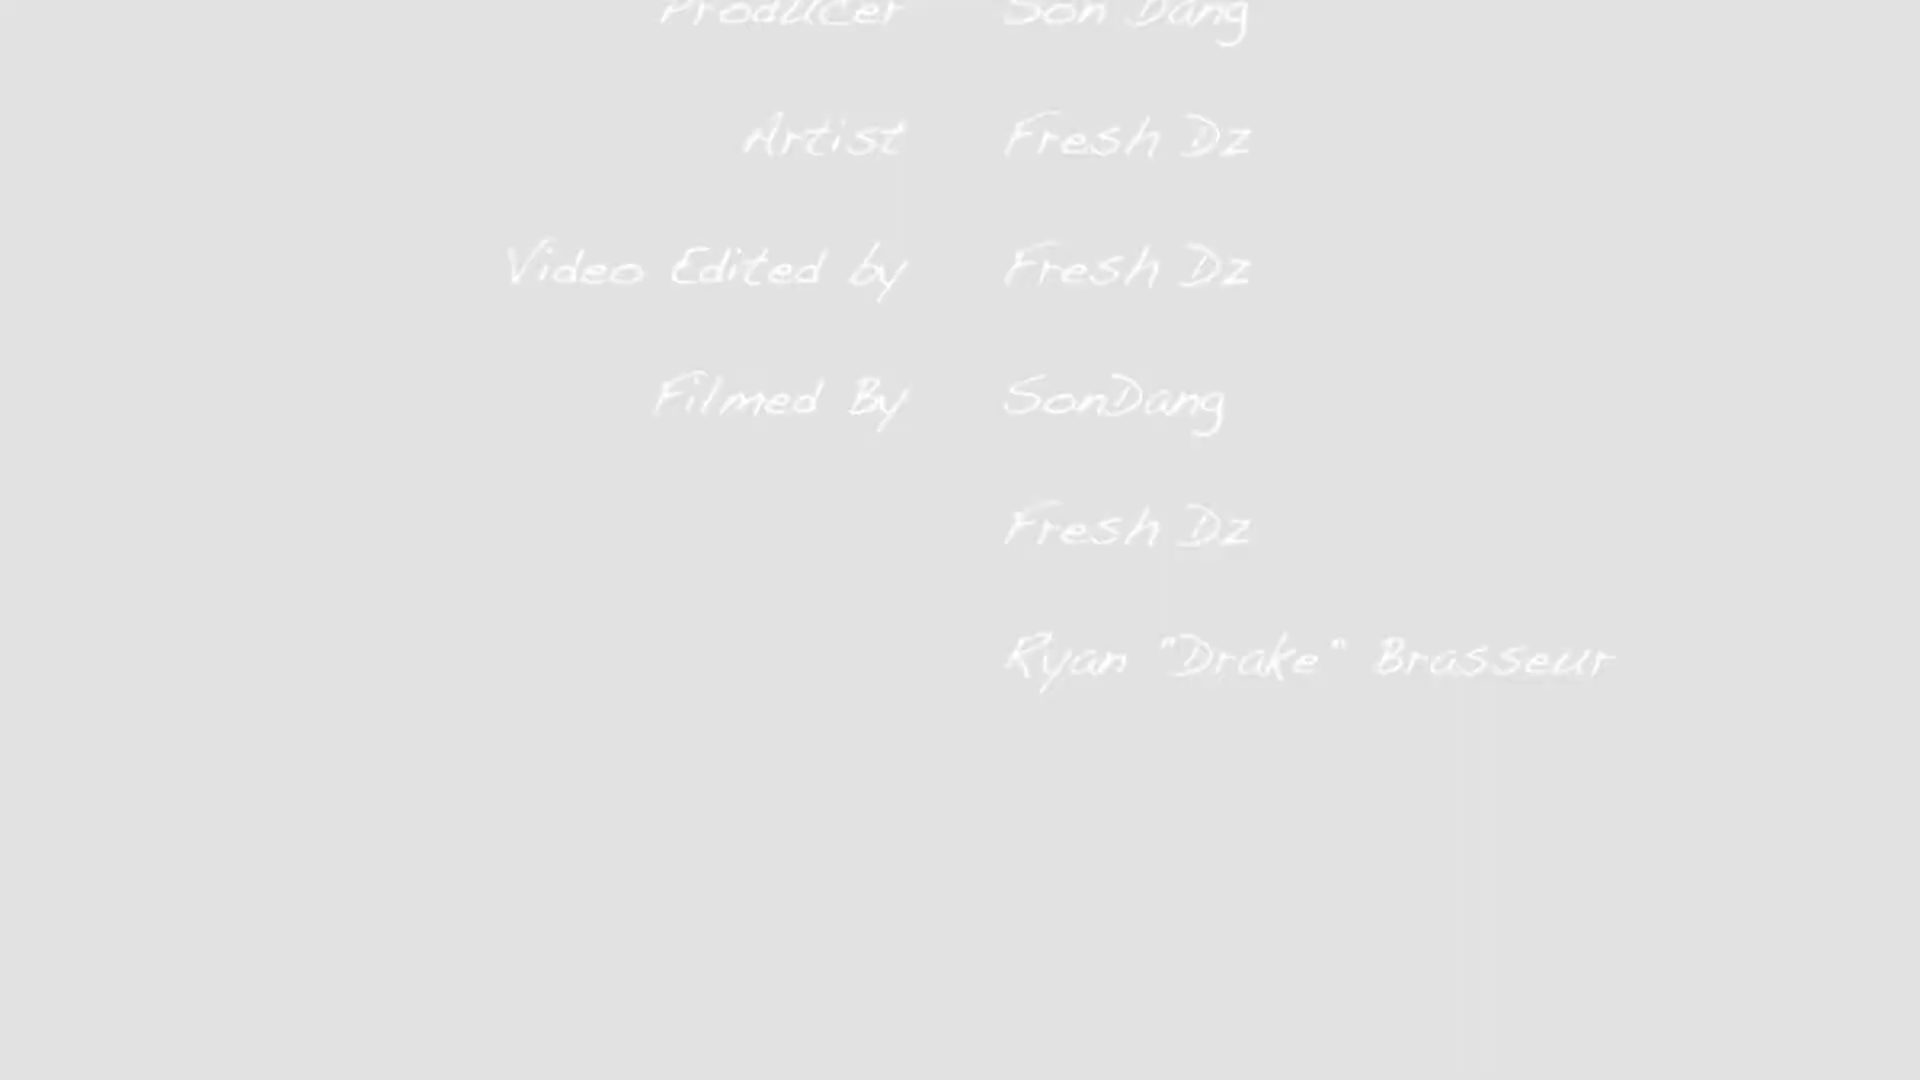 Producer Son Dang
Artist Fresh Dz
Video Edited by Fresh Dz
Filmed By SonDang
Fresh Dz
Ryan "Drake" Brasseur